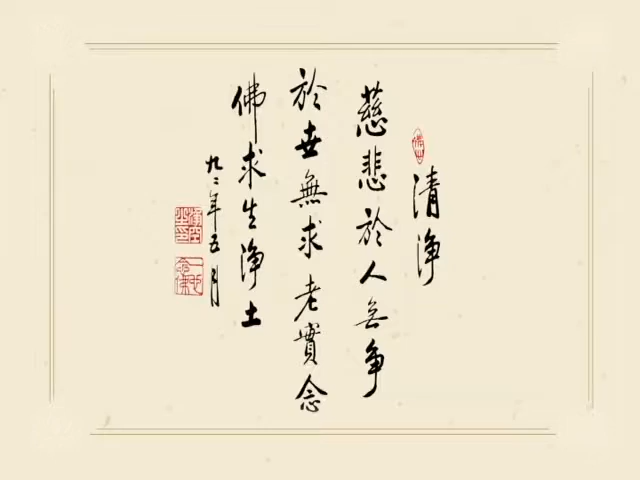 清淨
慈悲於人無爭
於世無求老實念
佛求生淨土
九二年五月